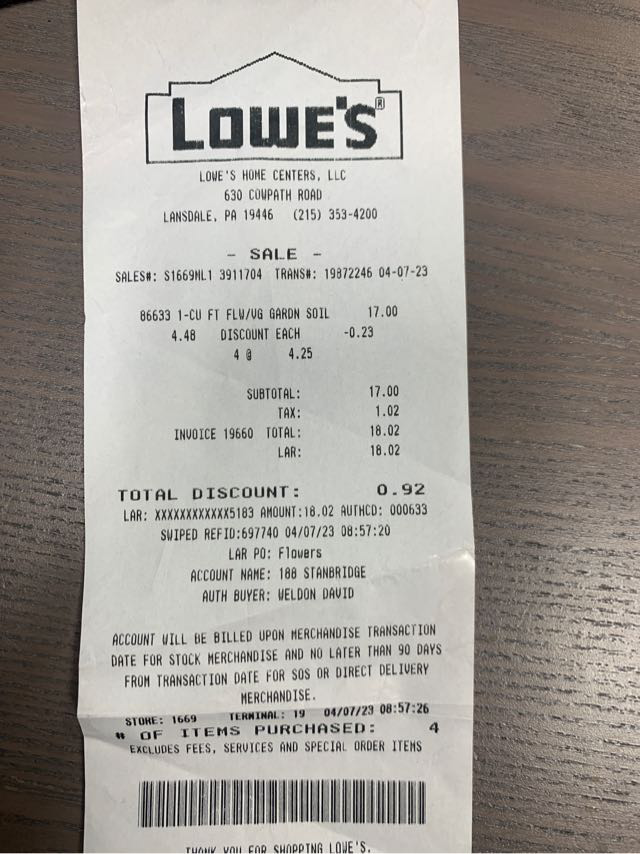 LOWE'S®
LOWE'S HOME CENTERS, LLC
630 COWPATH ROAD
LANSDALE, PA 19446 (215) 353-4200
- SALE -
SALES#: S1669ML1 3911704 TRANS#: 19872246 04-07-23
86633 1-CU FT FLW/VG GARDN SOIL 17.00
4.48 DISCOUNT EACH -0.23
4 @ 4.25
SUBTOTAL: 17.00
TAX: 1.02
INVOICE 19660 TOTAL: 18.02
LAR: 18.02
TOTAL DISCOUNT: 0.92
LAR: XXXXXXXXXXXX5183 AMOUNT:18.02 AUTHCD: 000633
SWIPED REFID:697740 04/07/23 08:57:20
LAR PO: Flowers
ACCOUNT NAME: 188 STANBRIDGE
AUTH BUYER: WELDON DAVID
ACCOUNT WILL BE BILLED UPON MERCHANDISE TRANSACTION
DATE FOR STOCK MERCHANDISE AND NO LATER THAN 90 DAYS
FROM TRANSACTION DATE FOR SOS OR DIRECT DELIVERY
MERCHANDISE.
STORE: 1669 TERMINAL: 19 04/07/23 08:57:26
# OF ITEMS PURCHASED: 4
EXCLUDES FEES, SERVICES AND SPECIAL ORDER ITEMS
THANK YOU FOR SHOPPING LOWE'S.